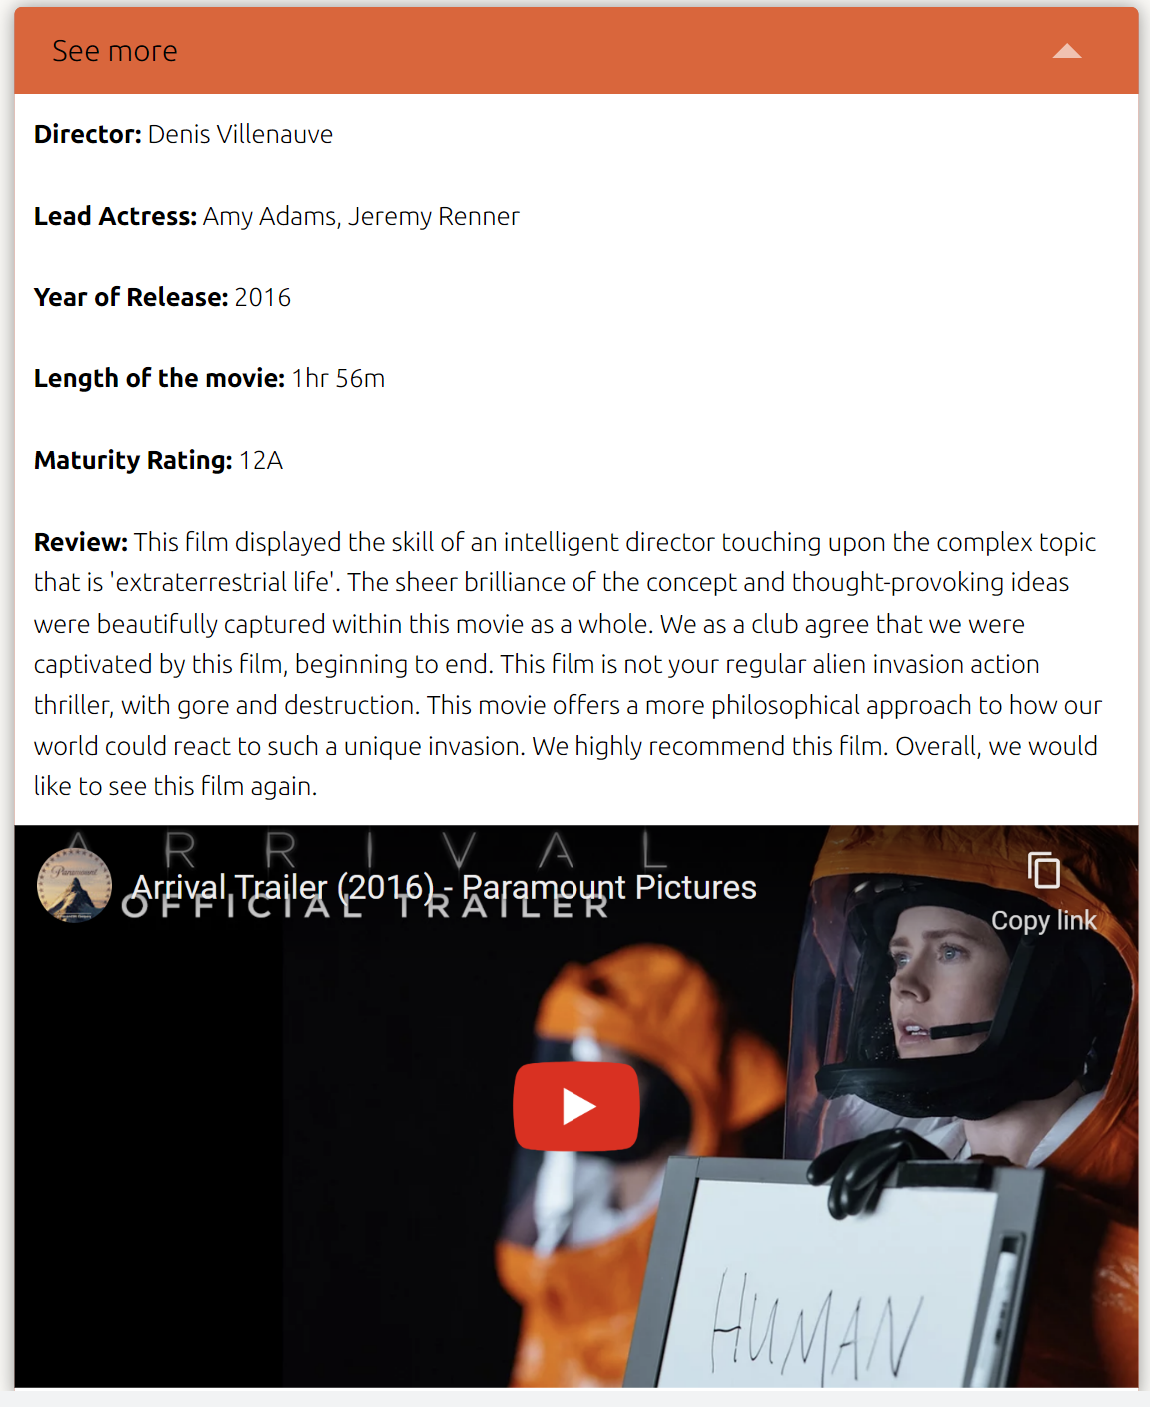 See more
Director: Denis Villenauve
Lead Actress: Amy Adams, Jeremy Renner
Year of Release: 2016
Length of the movie: 1hr 56m
Maturity Rating: 12A
Review: This film displayed the skill of an intelligent director touching upon the complex topic
that is 'extraterrestrial life'. The sheer brilliance of the concept and thought-provoking ideas
were beautifully captured within this movie as a whole. We as a club agree that we were
captivated by this film, beginning to end. This film is not your regular alien invasion action
thriller, with gore and destruction. This movie offers a more philosophical approach to how our
world could react to such a unique invasion. We highly recommend this film. Overall, we would
like to see this film again.
ARRIVAL
Paramount
Arrival Trailer (2016) - Paramount Pictures
OFFICIAL TRAILER
Copy link
HUMAN